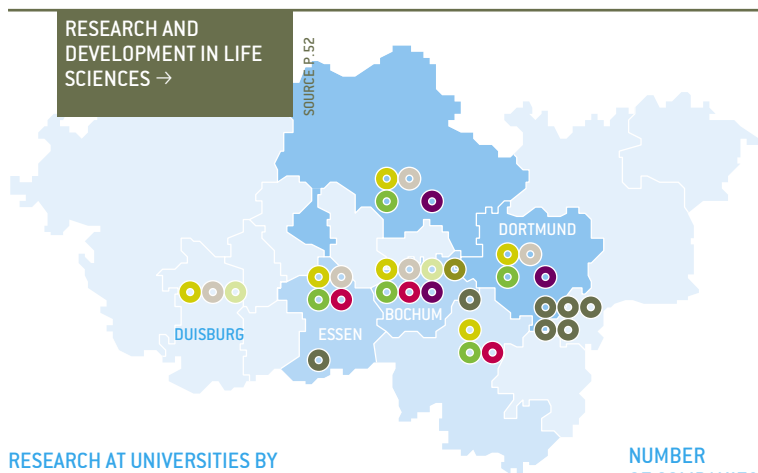 RESEARCH AND
DEVELOPMENT IN LIFE
SCIENCES →
SOURCE P.52
DORTMUND
BOCHUM
DUISBURG
ESSEN
RESEARCH AT UNIVERSITIES BY
NUMBER